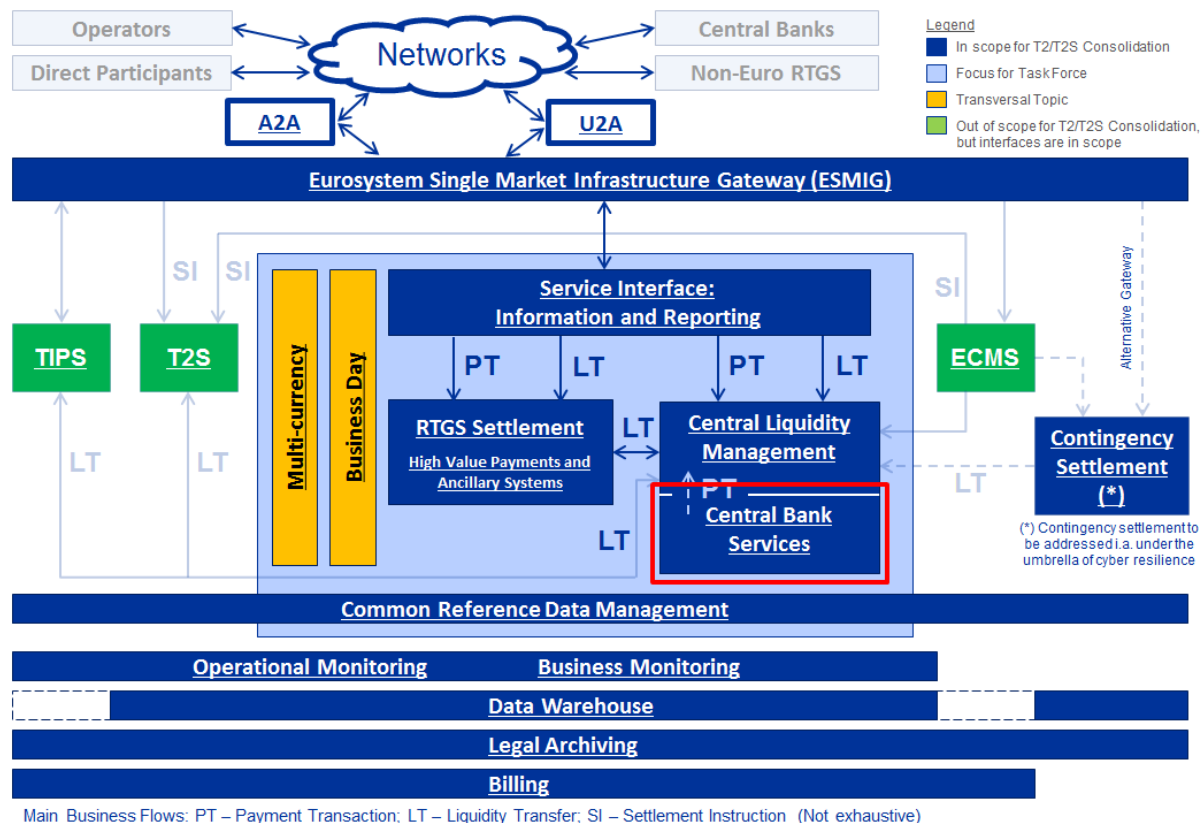 Operators
Direct Participants
Networks
Central Banks
Non-Euro RTGS
Legend
In scope for T2/T2S Consolidation
Focus for Task Force
Transversal Topic
Out of scope for T2/T2S Consolidation,
but interfaces are in scope
A2A
U2A
Eurosystem Single Market Infrastructure Gateway (ESMIG)
SI
SI
SI
Alternative Gateway
Multi-currency
Business Day
Service Interface:
Information and Reporting
TIPS
T2S
ECMS
PT
LT
PT
LT
RTGS Settlement
High Value Payments and
Ancillary Systems
LT
Central Liquidity
Management
PT
Central Bank
Services
LT
LT
LT
LT
Contingency
Settlement
(*)
(*) Contingency settlement to
be addressed i.a. under the
umbrella of cyber resilience
Common Reference Data Management
Operational Monitoring
Business Monitoring
Data Warehouse
Legal Archiving
Billing
Main Business Flows: PT – Payment Transaction; LT – Liquidity Transfer; SI – Settlement Instruction (Not exhaustive)